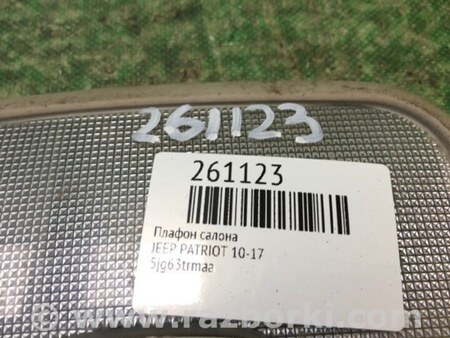 261123
261123
Плафон салона
JEEP PATRIOT 10-17
5jg63trmaa
© www.razborki.com